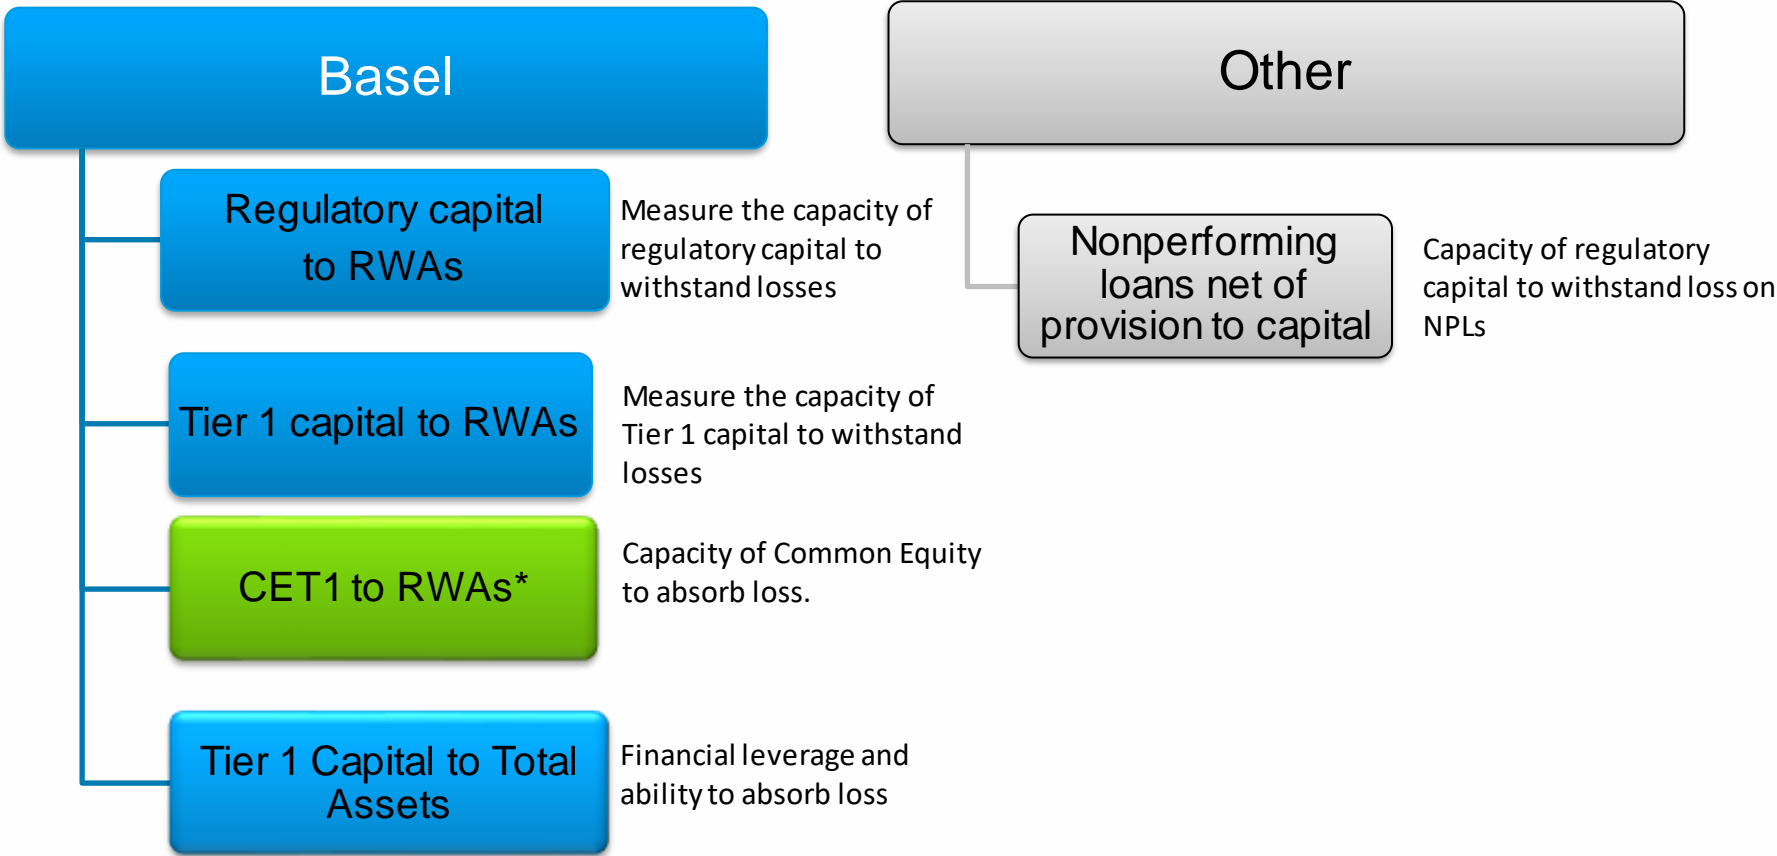 Basel
Regulatory capital
to RWAs
Measure the capacity of
regulatory capital to
withstand losses
Tier 1 capital to RWAs
Measure the capacity of
Tier 1 capital to withstand
losses
CET1 to RWAs*
Capacity of Common Equity
to absorb loss.
Tier 1 Capital to Total
Assets
Financial leverage and
ability to absorb loss
Other
Nonperforming
loans net of
provision to capital
Capacity of regulatory
capital to withstand loss on
NPLs